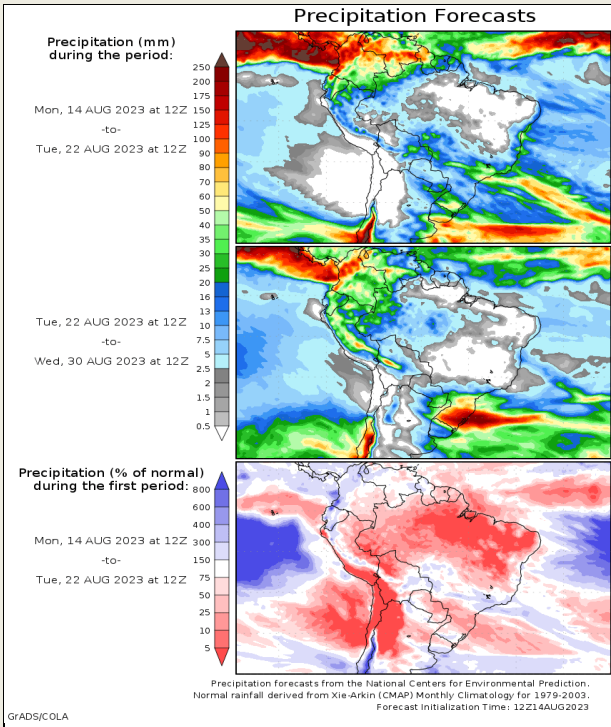 Precipitation Forecasts
Precipitation (mm)
during the period:
Mon, 14 AUG 2023 at 12Z
-to-
Tue, 22 AUG 2023 at 12Z
250
200
175
150
125
100
90
80
70
60
50
40
35
30
25
20
16
13
10
7.5
5
2.5
2
1.5
1
0.5
Tue, 22 AUG 2023 at 12Z
-to-
Wed, 30 AUG 2023 at 12Z
Precipitation (% of normal)
during the first period:
Mon, 14 AUG 2023 at 12Z
-to-
Tue, 22 AUG 2023 at 12Z
800
600
400
300
150
75
50
25
10
5
Precipitation forecasts from the National Centers for Environmental Prediction.
Normal rainfall derived from Xie-Arkin (CMAP) Monthly Climatology for 1979-2003.
Forecast Initialization Time: 12Z14AUG2023
GrADS/COLA